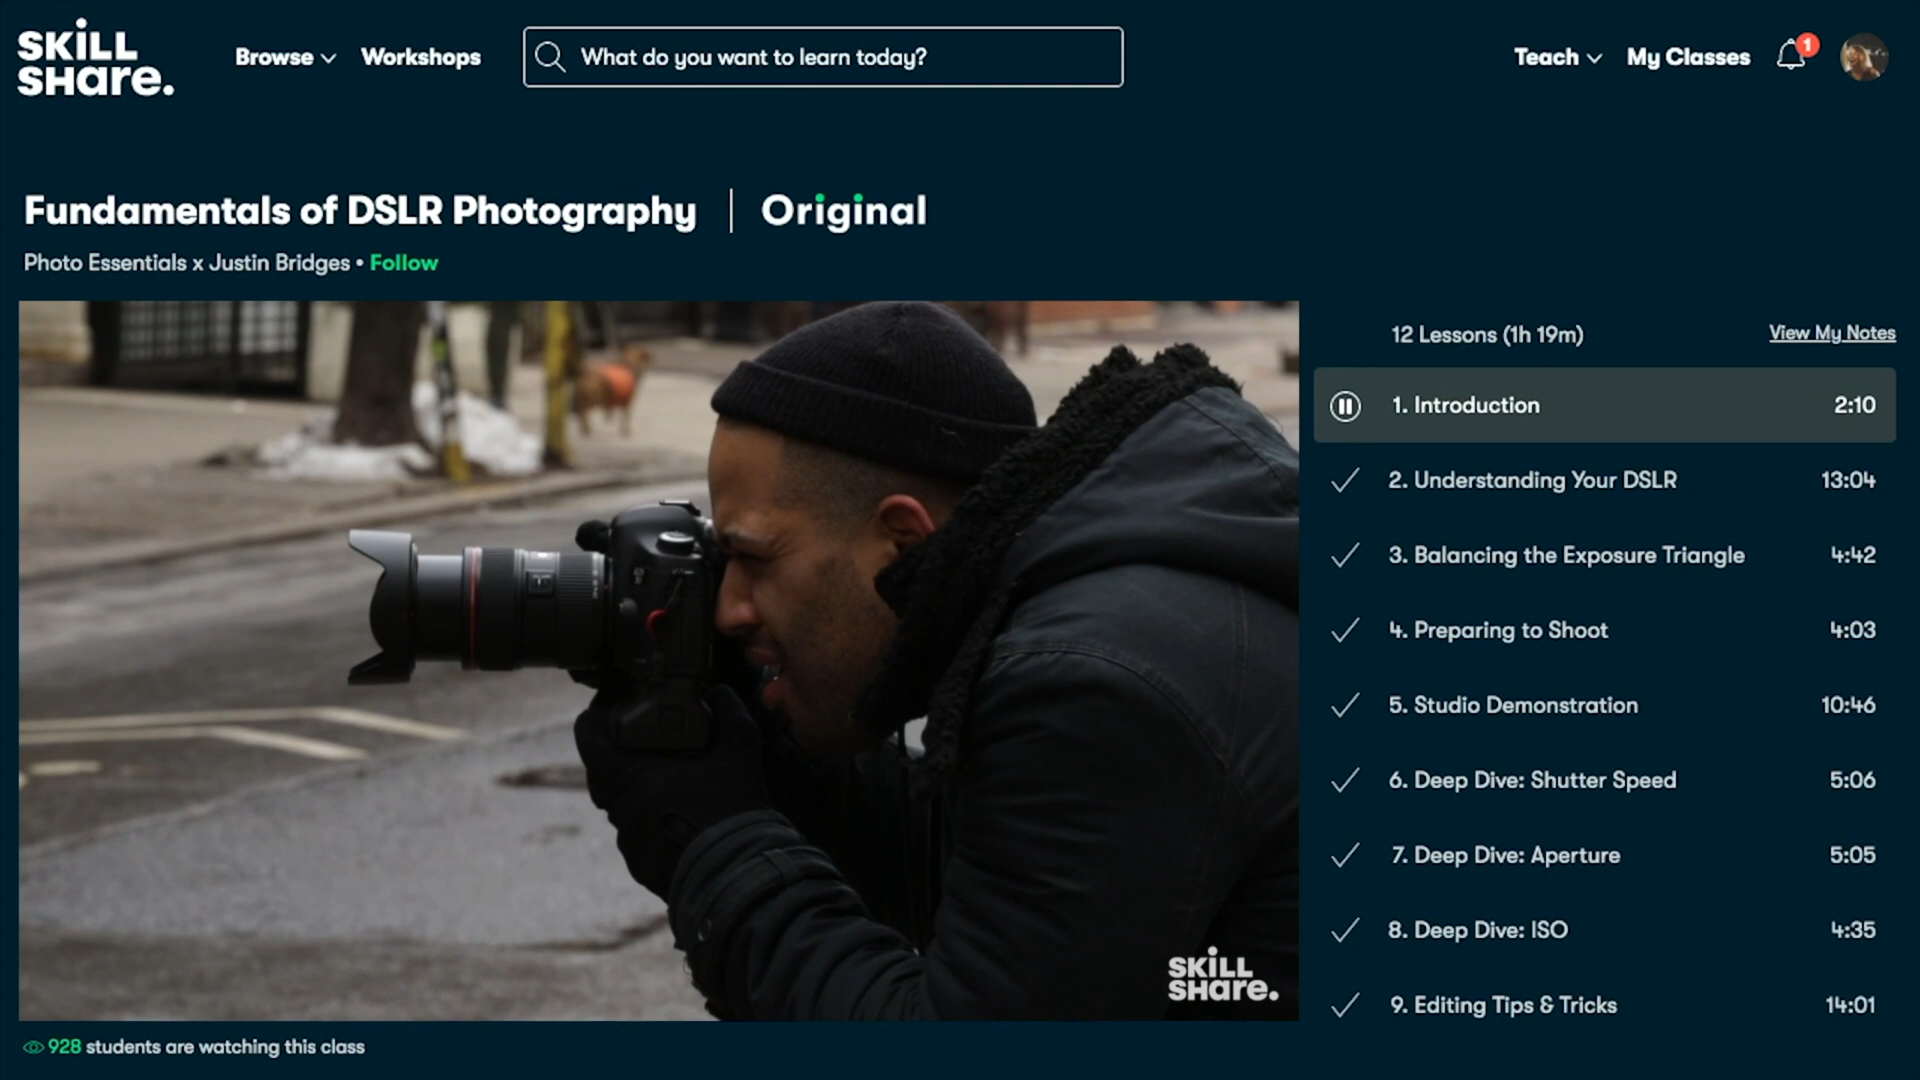 SKILL
SHare.
Browse
Workshops
What do you want to learn today?
Teach
My Classes
1
Fundamentals of DSLR Photography | Original
Photo Essentials x Justin Bridges • Follow
12 Lessons (1h 19m)
View My Notes
1. Introduction 2:10
2. Understanding Your DSLR 13:04
3. Balancing the Exposure Triangle 4:42
4. Preparing to Shoot 4:03
5. Studio Demonstration 10:46
6. Deep Dive: Shutter Speed 5:06
7. Deep Dive: Aperture 5:05
8. Deep Dive: ISO 4:35
9. Editing Tips & Tricks 14:01
SKILL
SHare.
928 students are watching this class